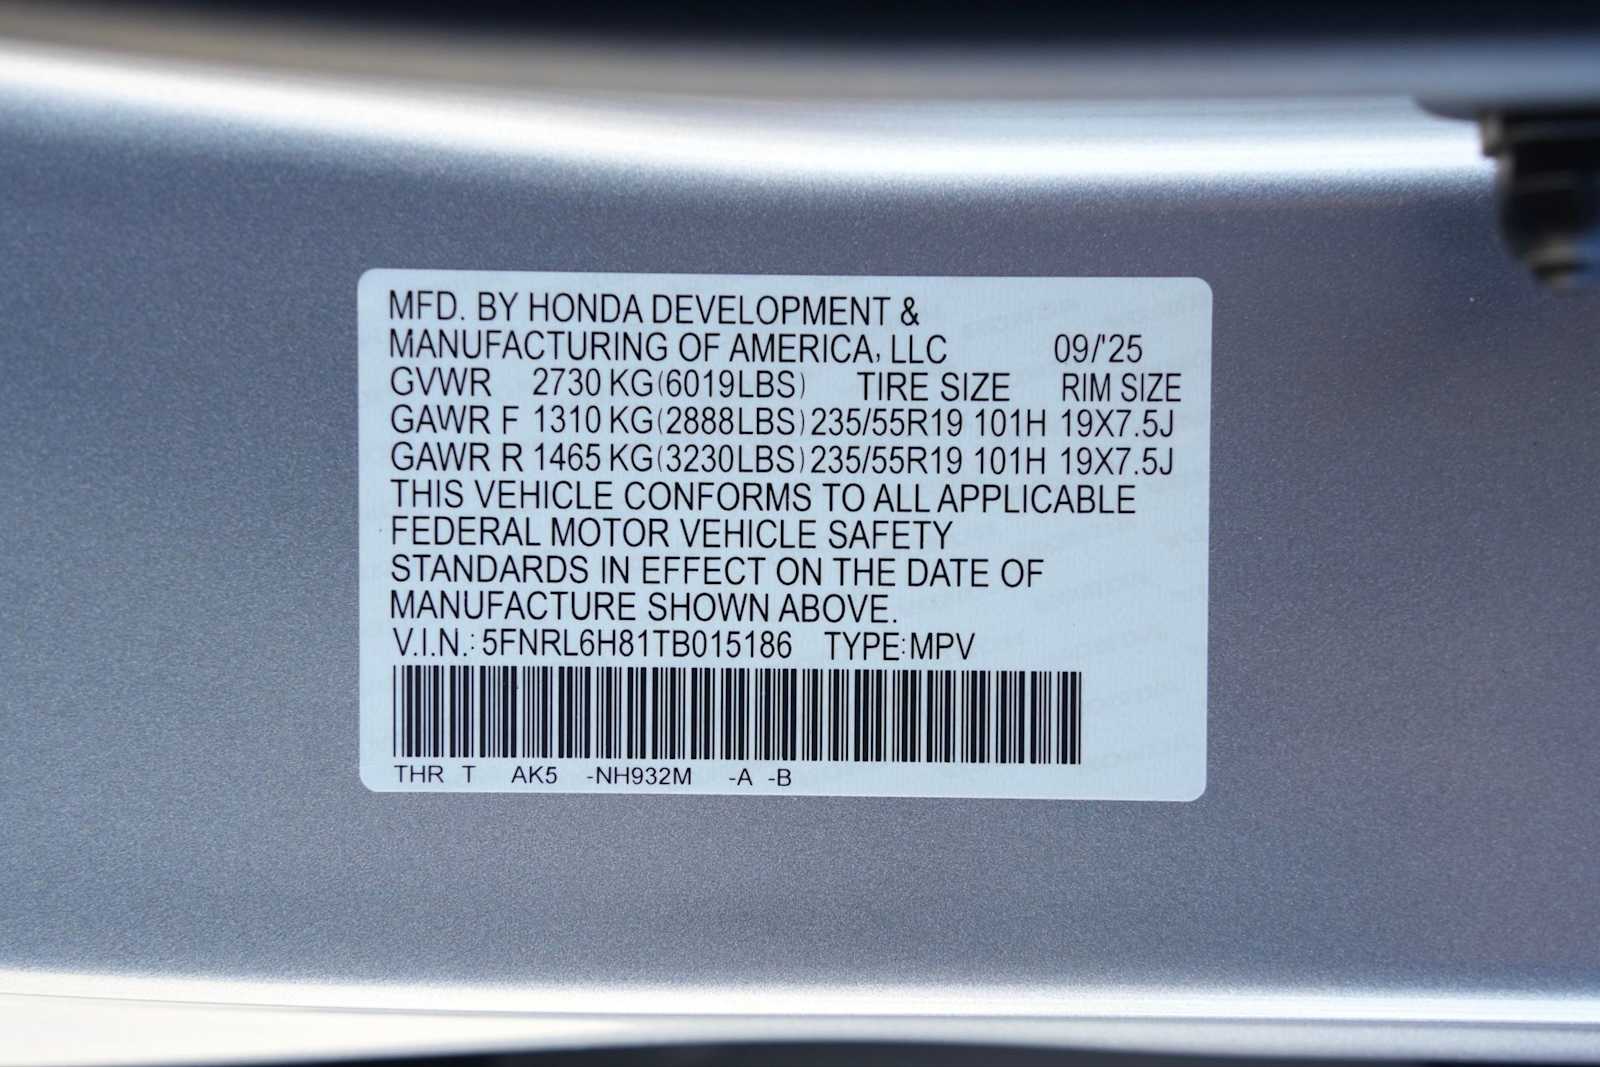 MFD. BY HONDA DEVELOPMENT &
MANUFACTURING OF AMERICA, LLC 09/'25
GVWR 2730 KG(6019LBS) TIRE SIZE RIM SIZE
GAWR F 1310 KG(2888LBS) 235/55R19 101H 19X7.5J
GAWR R 1465 KG(3230LBS) 235/55R19 101H 19X7.5J
THIS VEHICLE CONFORMS TO ALL APPLICABLE
FEDERAL MOTOR VEHICLE SAFETY
STANDARDS IN EFFECT ON THE DATE OF
MANUFACTURE SHOWN ABOVE.
V.I.N.: 5FNRL6H81TB015186 TYPE:MPV
THR T AK5 -NH932M -A -B